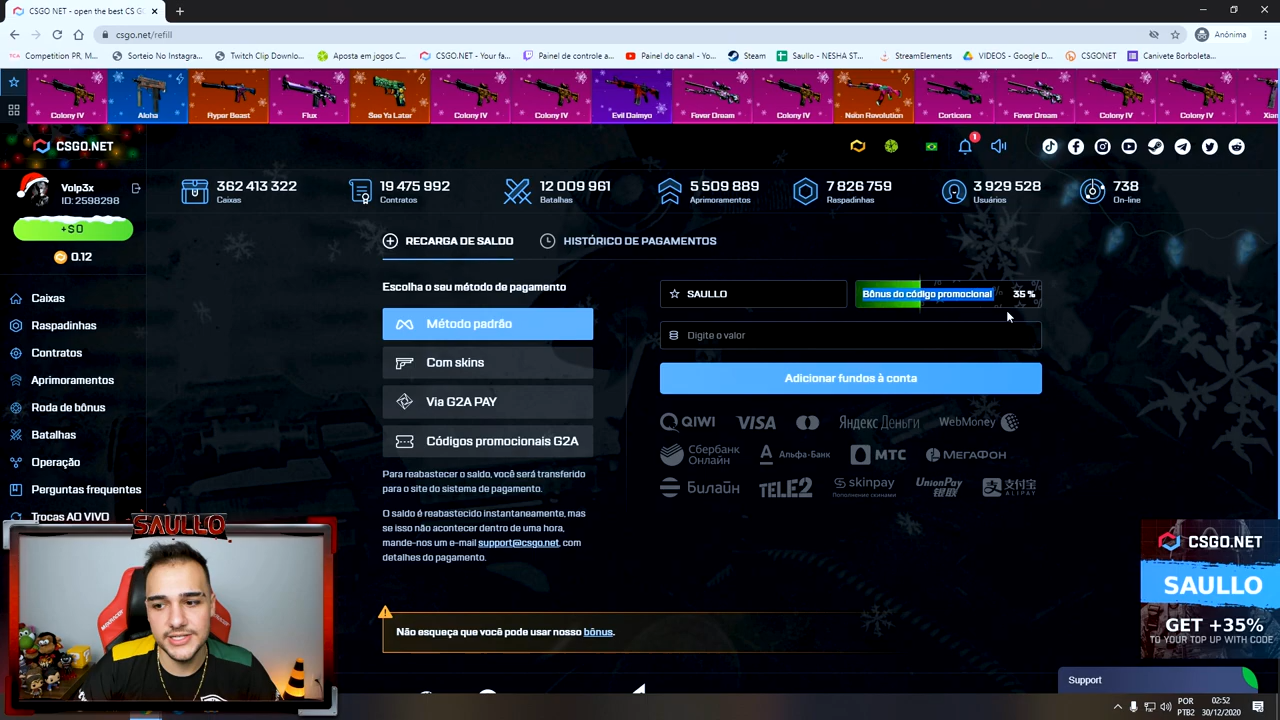 CSGO NET - open the best CS GO
csgo.net/refill
Anônima
Competition PR, M...
Sorteio No Instagra...
Twitch Clip Downlo...
Aposta em jogos C...
CSGO.NET - Your fa...
Painel de controle a...
Painel do canal - Yo...
Steam
Saullo - NESHA ST...
StreamElements
VIDEOS - Google D...
CSGONET
Canivete Borboleta...
Colony IV
Aloha
Hyper Beast
Flux
See Ya Later
Colony IV
Colony IV
Evil Daimyo
Fever Dream
Colony IV
Neon Revolution
Corticera
Fever Dream
Colony IV
CSGO.NET
1
Volp3x
ID: 2598298
+$0
0.12
362 413 322
Caixas
19 475 992
Contratos
12 009 961
Batalhas
5 509 889
Aprimoramentos
7 826 759
Raspadinhas
3 929 528
Usuários
738
On-line
RECARGA DE SALDO
HISTÓRICO DE PAGAMENTOS
Caixas
Raspadinhas
Contratos
Aprimoramentos
Roda de bônus
Batalhas
Operação
Perguntas frequentes
Trocas AO VIVO
Escolha o seu método de pagamento
Método padrão
Com skins
Via G2A PAY
Códigos promocionais G2A
Para reabastecer o saldo, você será transferido
para o site do sistema de pagamento.
O saldo é reabastecido instantaneamente, mas
se isso não acontecer dentro de uma hora,
mande-nos um e-mail support@csgo.net, com
detalhes do pagamento.
SAULLO
Bônus do código promocional 35 %
Digite o valor
Adicionar fundos à conta
QIWI VISA Яндекс Деньги WebMoney
Сбербанк Онлайн Альфа·Банк МТС МЕГАФОН
Билайн TELE2 skinpay Пополнение скинами UnionPay 银联 支付宝 ALIPAY
Não esqueça que você pode usar nosso bônus.
SAULLO
CSGO.NET
SAULLO
GET +35%
TO YOUR TOP UP WITH CODE
Support
POR
PTB2
02:52
30/12/2020